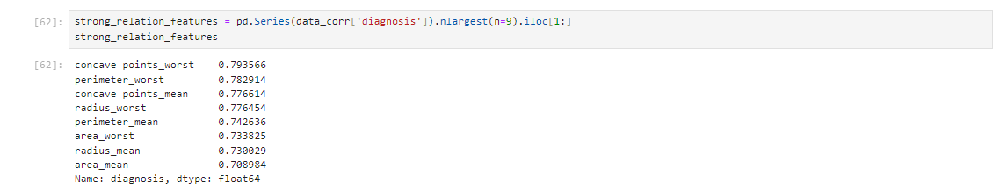 [62]: strong_relation_features = pd.Series(data_corr['diagnosis']).nlargest(n=9).iloc[1:]
strong_relation_features
[62]: concave points_worst    0.793566
perimeter_worst         0.782914
concave points_mean     0.776614
radius_worst            0.776454
perimeter_mean          0.742636
area_worst              0.733825
radius_mean             0.730029
area_mean               0.708984
Name: diagnosis, dtype: float64